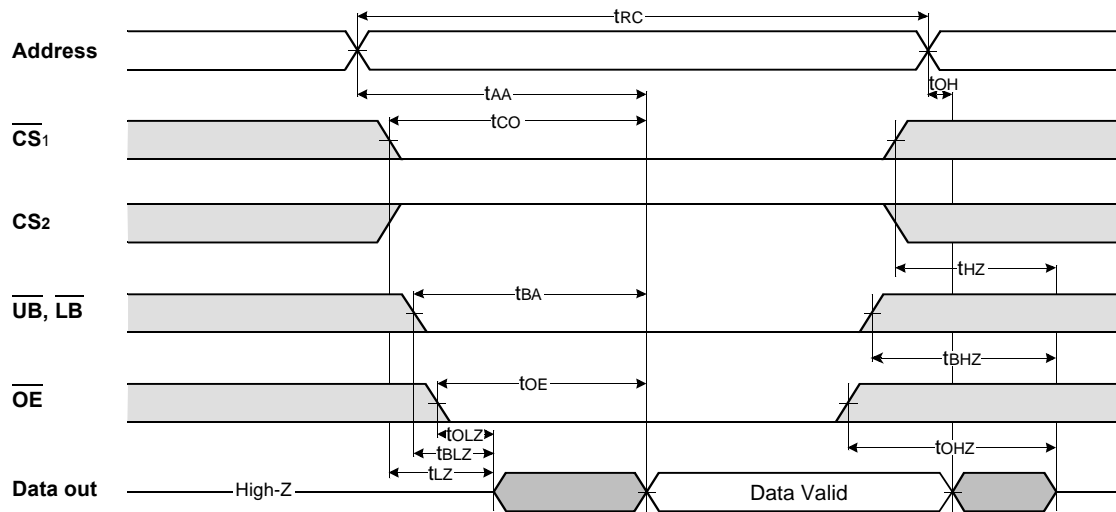 tRC
Address
tOH
tAA
tCO
CS1
CS2
tHZ
tBA
UB, LB
tBHZ
tOE
OE
tOLZ
tOHZ
tBLZ
tLZ
Data out
High-Z
Data Valid